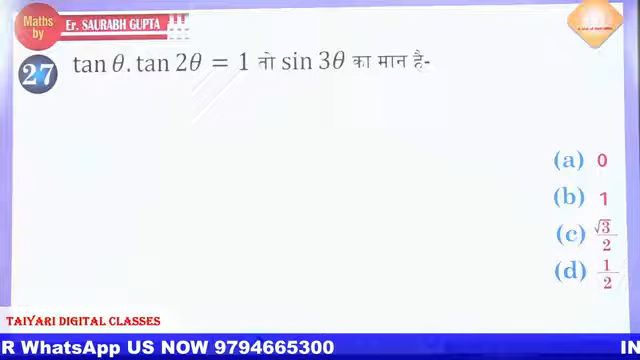 Maths
by
Er. SAURABH GUPTA
27
tan θ. tan 2θ = 1 तो sin 3θ का मान है-
(a) 0
(b) 1
(c) √3/2
(d) 1/2
TAIYARI DIGITAL CLASSES
R WhatsApp US NOW 9794665300
IN